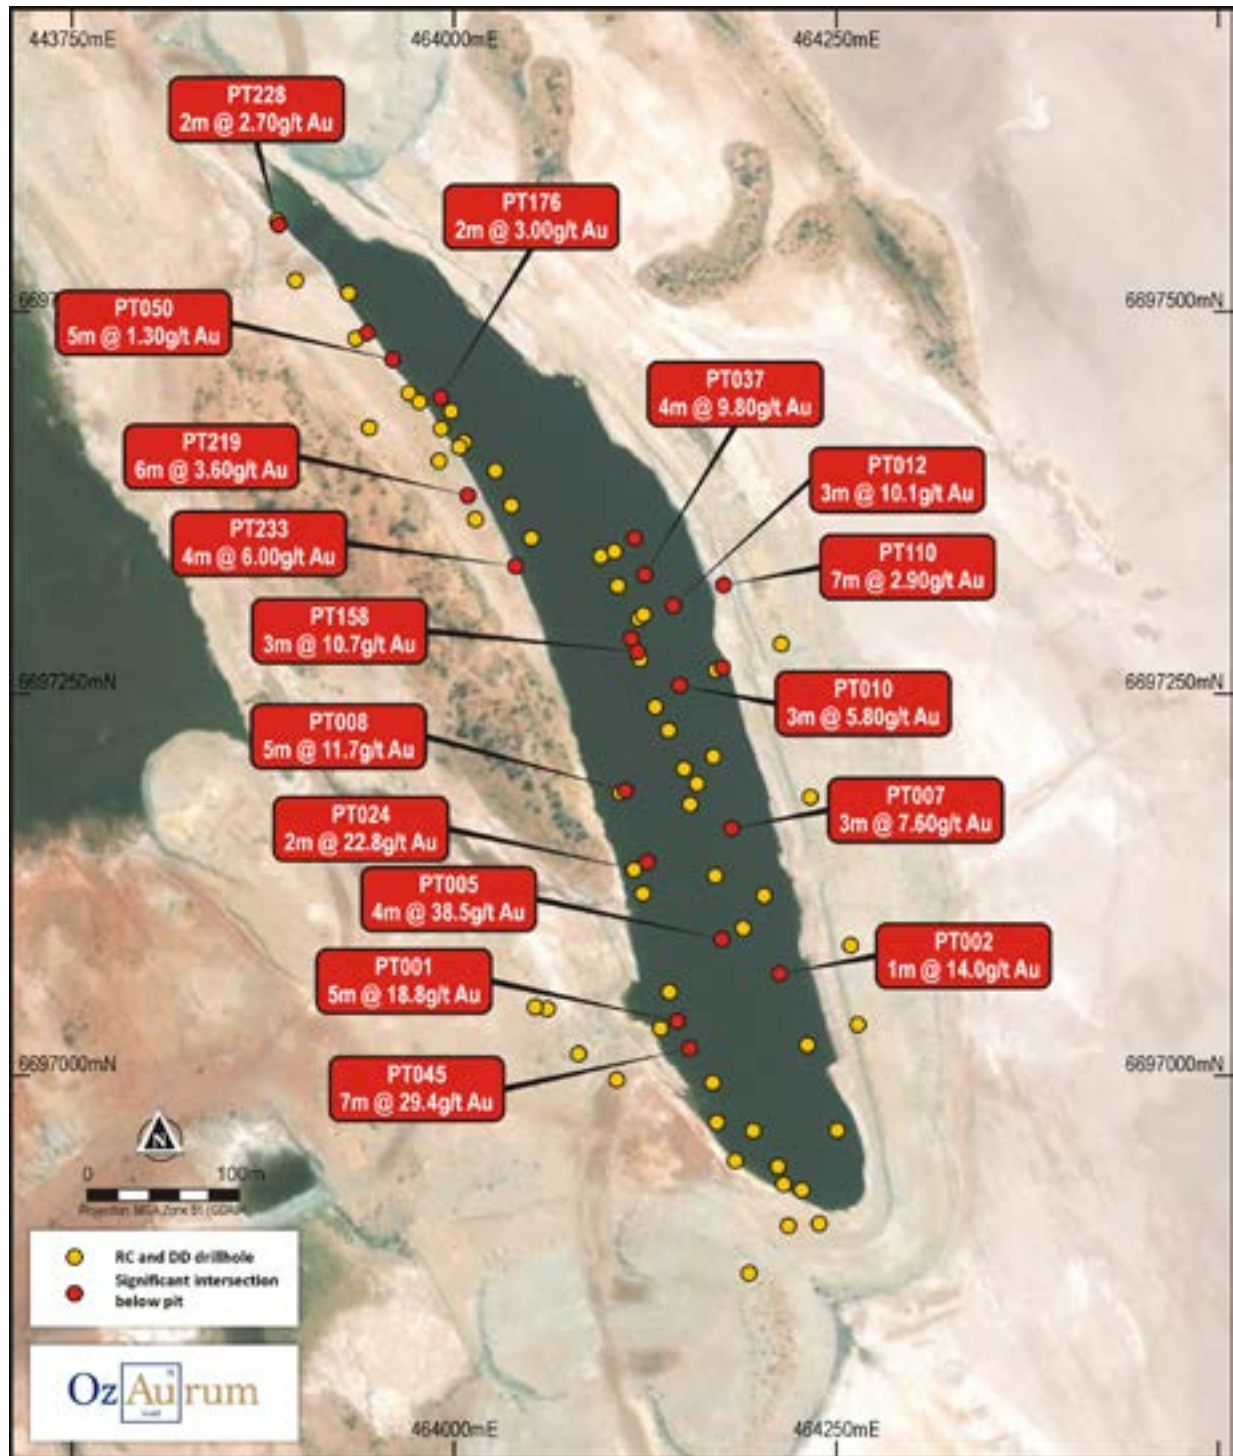 443750mE
464000mE
464250mE
PT228
2m @ 2.70g/t Au
PT176
2m @ 3.00g/t Au
6697500mN
PT050
5m @ 1.30g/t Au
PT037
4m @ 9.80g/t Au
PT219
6m @ 3.60g/t Au
PT012
3m @ 10.1g/t Au
PT233
4m @ 6.00g/t Au
PT110
7m @ 2.90g/t Au
PT158
3m @ 10.7g/t Au
6697250mN
6697250mN
PT010
3m @ 5.80g/t Au
PT008
5m @ 11.7g/t Au
PT007
3m @ 7.60g/t Au
PT024
2m @ 22.8g/t Au
PT005
4m @ 38.5g/t Au
PT002
1m @ 14.0g/t Au
PT001
5m @ 18.8g/t Au
6697000mN
6697000mN
PT045
7m @ 29.4g/t Au
N
0 100m
Projection: MGA Zone 51
RC and DD drillhole
Significant intersection
below pit
OzAurum
464000mE
464250mE